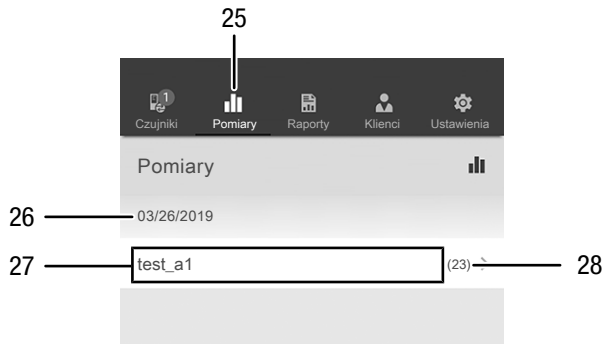 25
1
Czujniki Pomiary Raporty Klienci Ustawienia
Pomiary
26 03/26/2019
27 test_a1 (23) 28